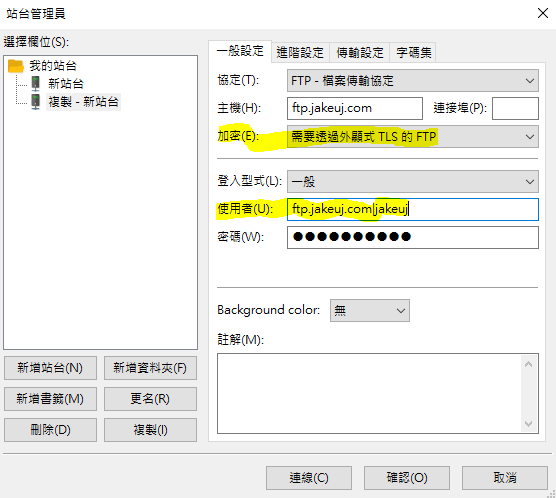 站台管理員
選擇欄位(S):
我的站台
新站台
複製 - 新站台
新增站台(N)
新增資料夾(F)
新增書籤(M)
更名(R)
刪除(D)
複製(I)
一般設定 進階設定 傳輸設定 字碼集
協定(T): FTP - 檔案傳輸協定
主機(H): ftp.jakeuj.com 連接埠(P):
加密(E): 需要透過外顯式 TLS 的 FTP
登入型式(L): 一般
使用者(U): ftp.jakeuj.com|jakeuj
密碼(W): ●●●●●●●●●●
Background color: 無
註解(M):
連線(C) 確認(O) 取消